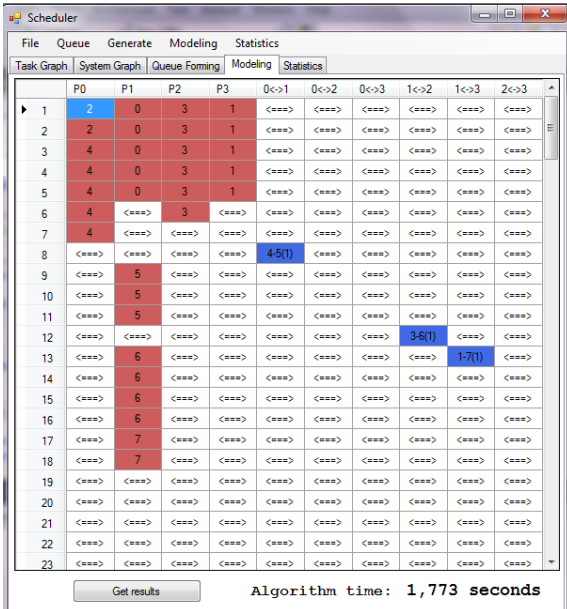 Scheduler
File Queue Generate Modeling Statistics
Task Graph System Graph Queue Foming Modeling Statistics
P0 P1 P2 P3 0<->1 0<->2 0<->3 1<->2 1<->3 2<->3
1 2 0 3 1 <===> <===> <===> <===> <===> <===>
2 2 0 3 1 <===> <===> <===> <===> <===> <===>
3 4 0 3 1 <===> <===> <===> <===> <===> <===>
4 4 0 3 1 <===> <===> <===> <===> <===> <===>
5 4 0 3 1 <===> <===> <===> <===> <===> <===>
6 4 <===> 3 <===> <===> <===> <===> <===> <===> <===>
7 4 <===> <===> <===> <===> <===> <===> <===> <===> <===>
8 <===> <===> <===> <===> 4-5(1) <===> <===> <===> <===> <===>
9 <===> 5 <===> <===> <===> <===> <===> <===> <===> <===>
10 <===> 5 <===> <===> <===> <===> <===> <===> <===> <===>
11 <===> 5 <===> <===> <===> <===> <===> <===> <===> <===>
12 <===> <===> <===> <===> <===> <===> <===> 3-6(1) <===> <===>
13 <===> 6 <===> <===> <===> <===> <===> <===> 1-7(1) <===>
14 <===> 6 <===> <===> <===> <===> <===> <===> <===> <===>
15 <===> 6 <===> <===> <===> <===> <===> <===> <===> <===>
16 <===> 6 <===> <===> <===> <===> <===> <===> <===> <===>
17 <===> 7 <===> <===> <===> <===> <===> <===> <===> <===>
18 <===> 7 <===> <===> <===> <===> <===> <===> <===> <===>
19 <===> <===> <===> <===> <===> <===> <===> <===> <===> <===>
20 <===> <===> <===> <===> <===> <===> <===> <===> <===> <===>
21 <===> <===> <===> <===> <===> <===> <===> <===> <===> <===>
22 <===> <===> <===> <===> <===> <===> <===> <===> <===> <===>
23 <===> <===> <===> <===> <===> <===> <===> <===> <===> <===>
Get results Algorithm time: 1,773 seconds